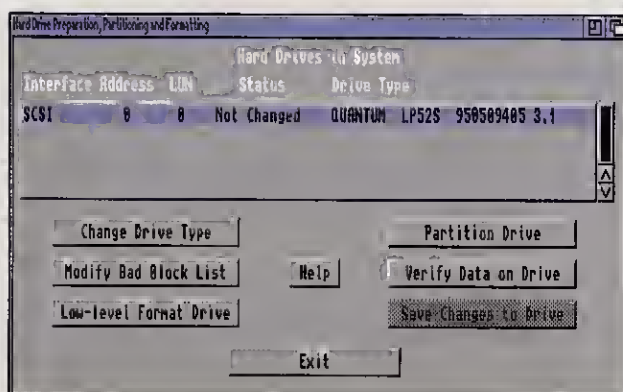 Hard Drive Preparation, Partitioning and Formatting
Hard Drives in System
Interface Address LUN Status Drive Type
SCSI 0 0 Not Changed QUANTUM LP52S 950509405 3.1
Change Drive Type
Partition Drive
Modify Bad Block List
Help
Verify Data on Drive
Low-level Format Drive
Save Changes to Drive
Exit